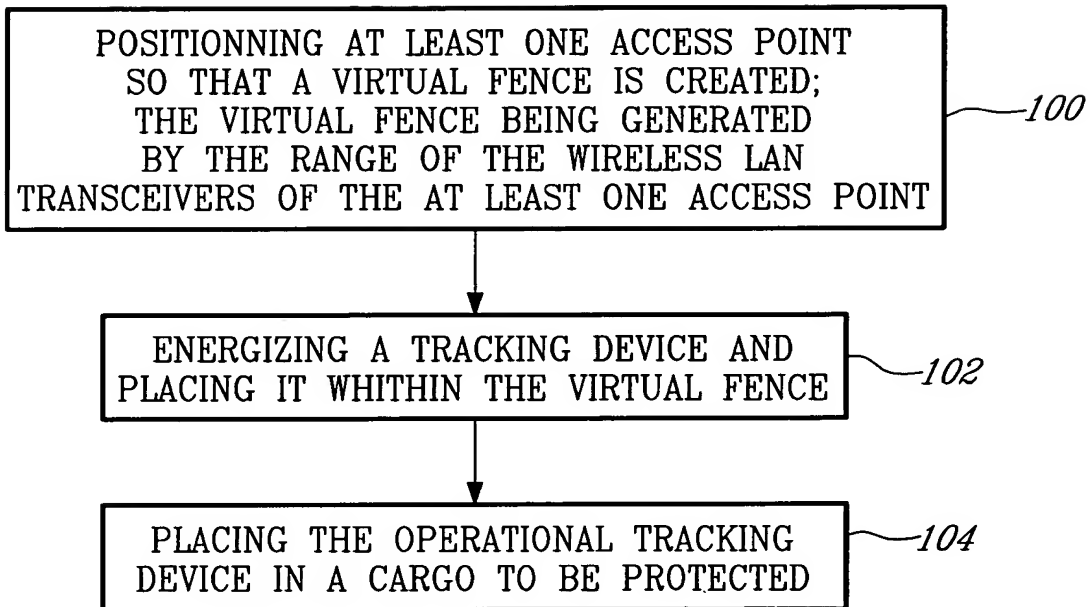 POSITIONNING AT LEAST ONE ACCESS POINT
SO THAT A VIRTUAL FENCE IS CREATED;
THE VIRTUAL FENCE BEING GENERATED
BY THE RANGE OF THE WIRELESS LAN
TRANSCEIVERS OF THE AT LEAST ONE ACCESS POINT
100
ENERGIZING A TRACKING DEVICE AND
PLACING IT WHITHIN THE VIRTUAL FENCE
102
PLACING THE OPERATIONAL TRACKING
DEVICE IN A CARGO TO BE PROTECTED
104